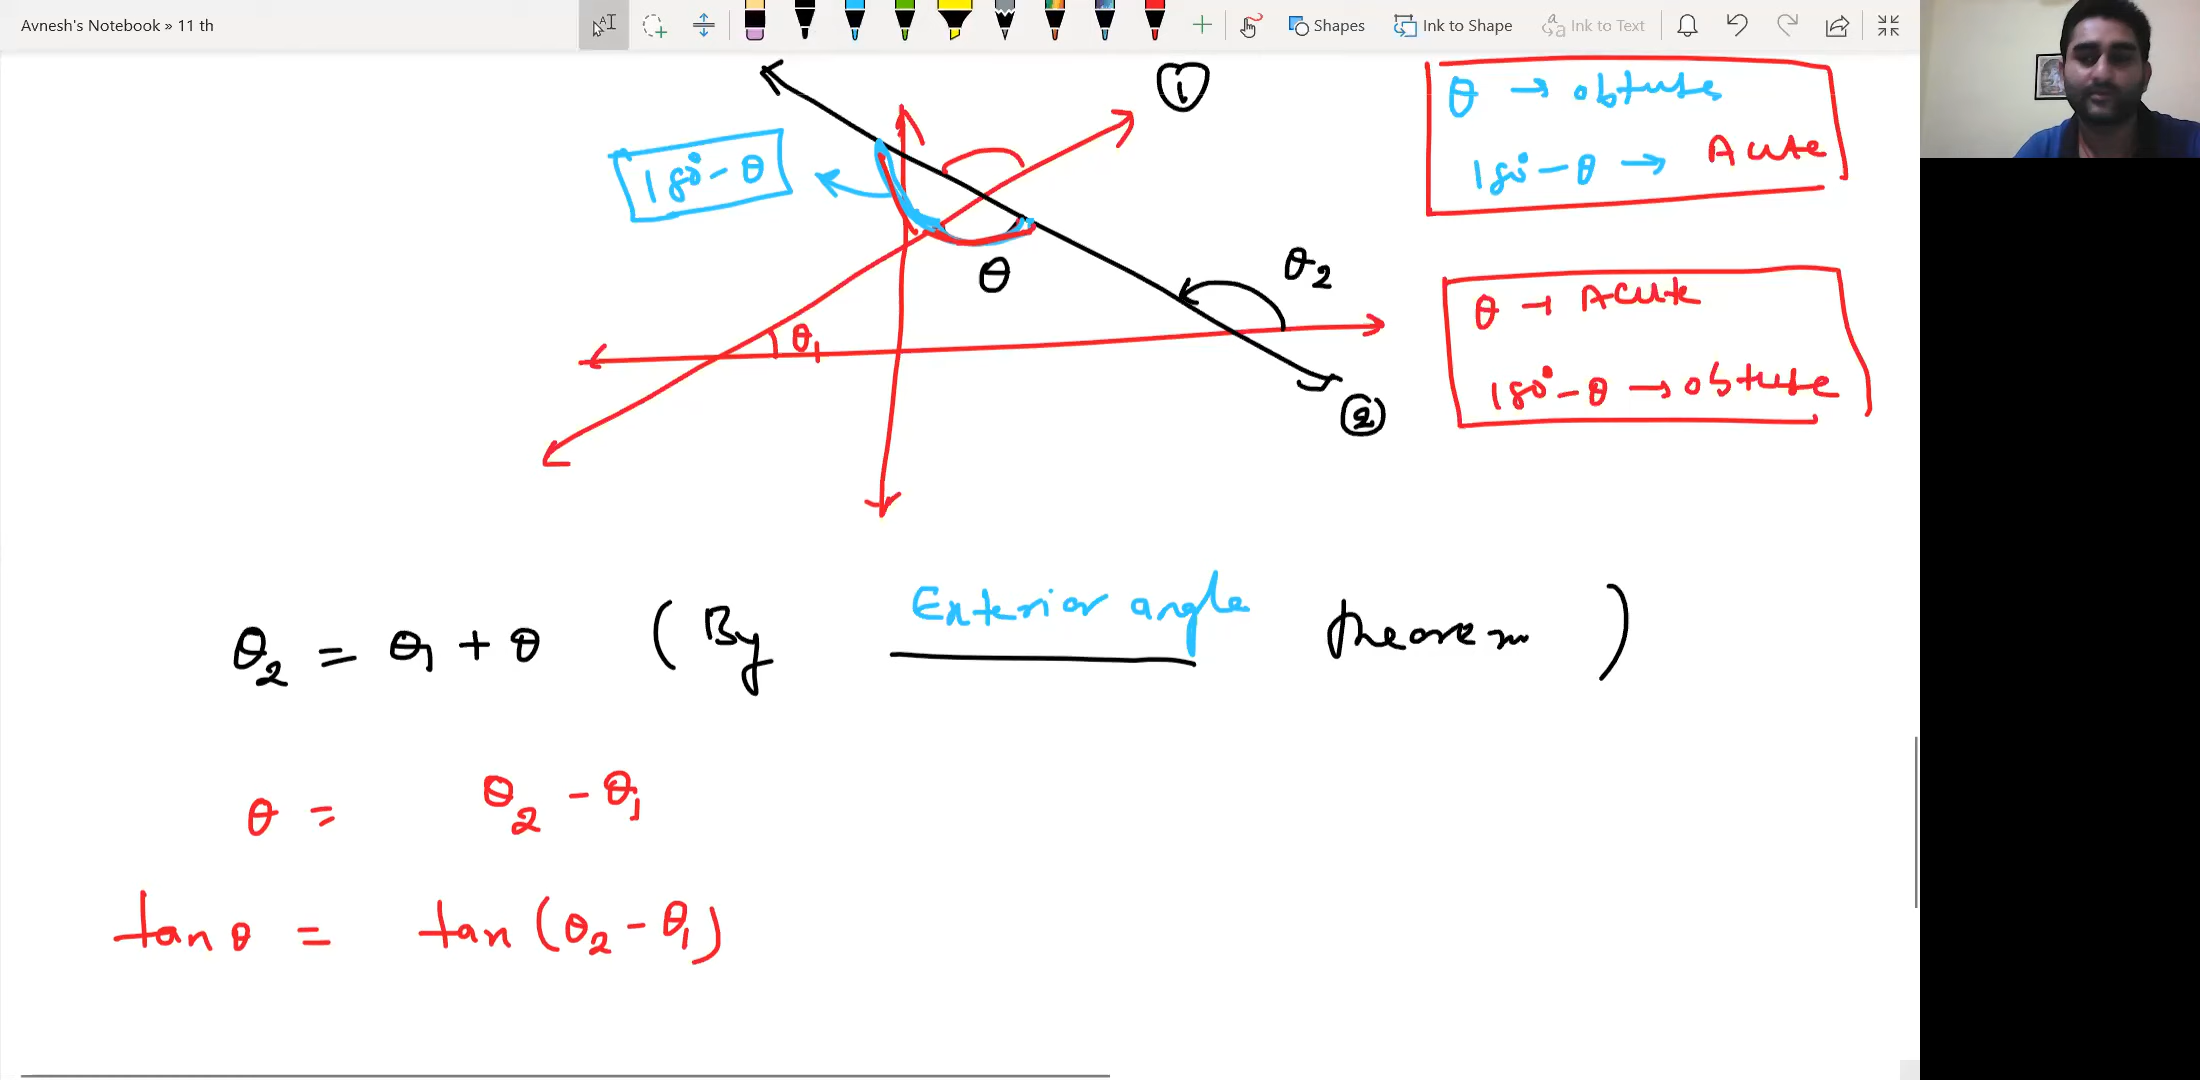 Avnesh's Notebook » 11 th
Shapes
Ink to Shape
Ink to Text
1
θ → obtuse
180° - θ → Acute
180° - θ
θ
θ2
θ1
θ → Acute
180° - θ → obtuse
2
θ2 = θ1 + θ (By Exterior angle theorem)
θ = θ2 - θ1
tan θ = tan (θ2 - θ1)